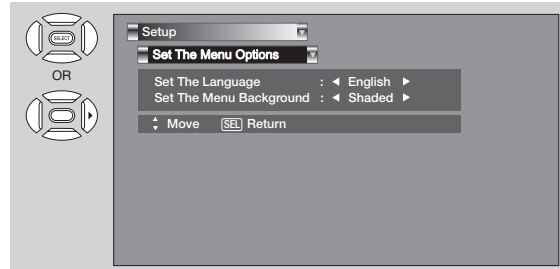 SELECT
OR
Setup
Set The Menu Options
Set The Language : ◄ English ►
Set The Menu Background : ◄ Shaded ►
Move SEL Return